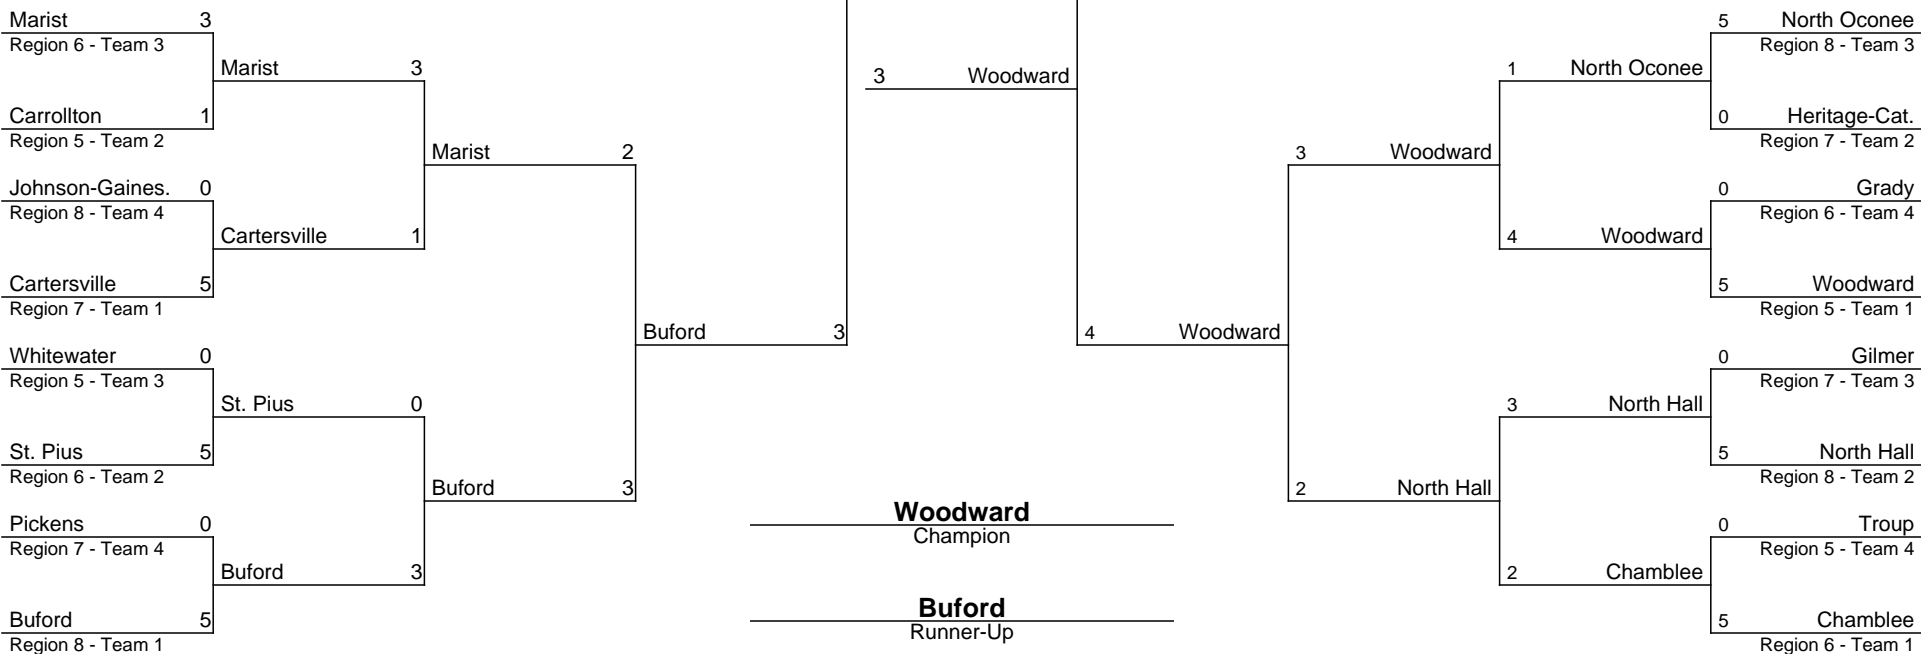 Marist 3
Region 6 - Team 3
Carrollton 1
Region 5 - Team 2
Johnson-Gaines. 0
Region 8 - Team 4
Cartersville 5
Region 7 - Team 1
Whitewater 0
Region 5 - Team 3
St. Pius 5
Region 6 - Team 2
Pickens 0
Region 7 - Team 4
Buford 5
Region 8 - Team 1
Marist 3
Cartersville 1
St. Pius 0
Buford 3
Marist 2
Buford 3
Buford 3
3 Woodward
Woodward
Champion
Buford
Runner-Up
4 Woodward
3 Woodward
2 North Hall
1 North Oconee
4 Woodward
3 North Hall
2 Chamblee
5 North Oconee
Region 8 - Team 3
0 Heritage-Cat.
Region 7 - Team 2
0 Grady
Region 6 - Team 4
5 Woodward
Region 5 - Team 1
0 Gilmer
Region 7 - Team 3
5 North Hall
Region 8 - Team 2
0 Troup
Region 5 - Team 4
5 Chamblee
Region 6 - Team 1